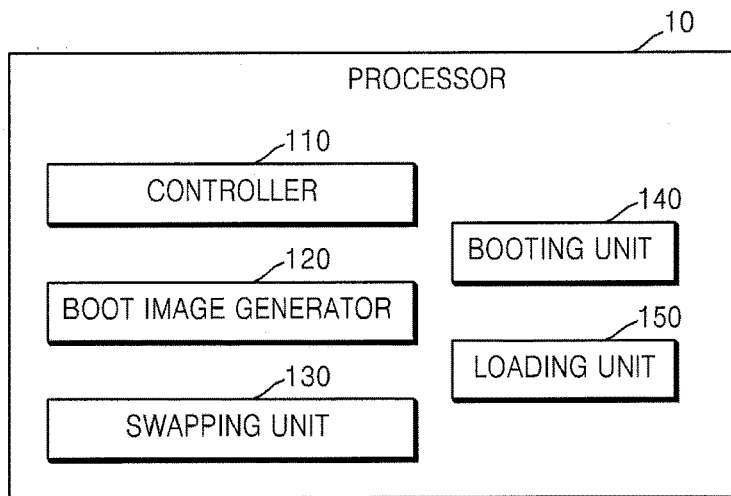 10
PROCESSOR
110
CONTROLLER
120
BOOT IMAGE GENERATOR
130
SWAPPING UNIT
140
BOOTING UNIT
150
LOADING UNIT